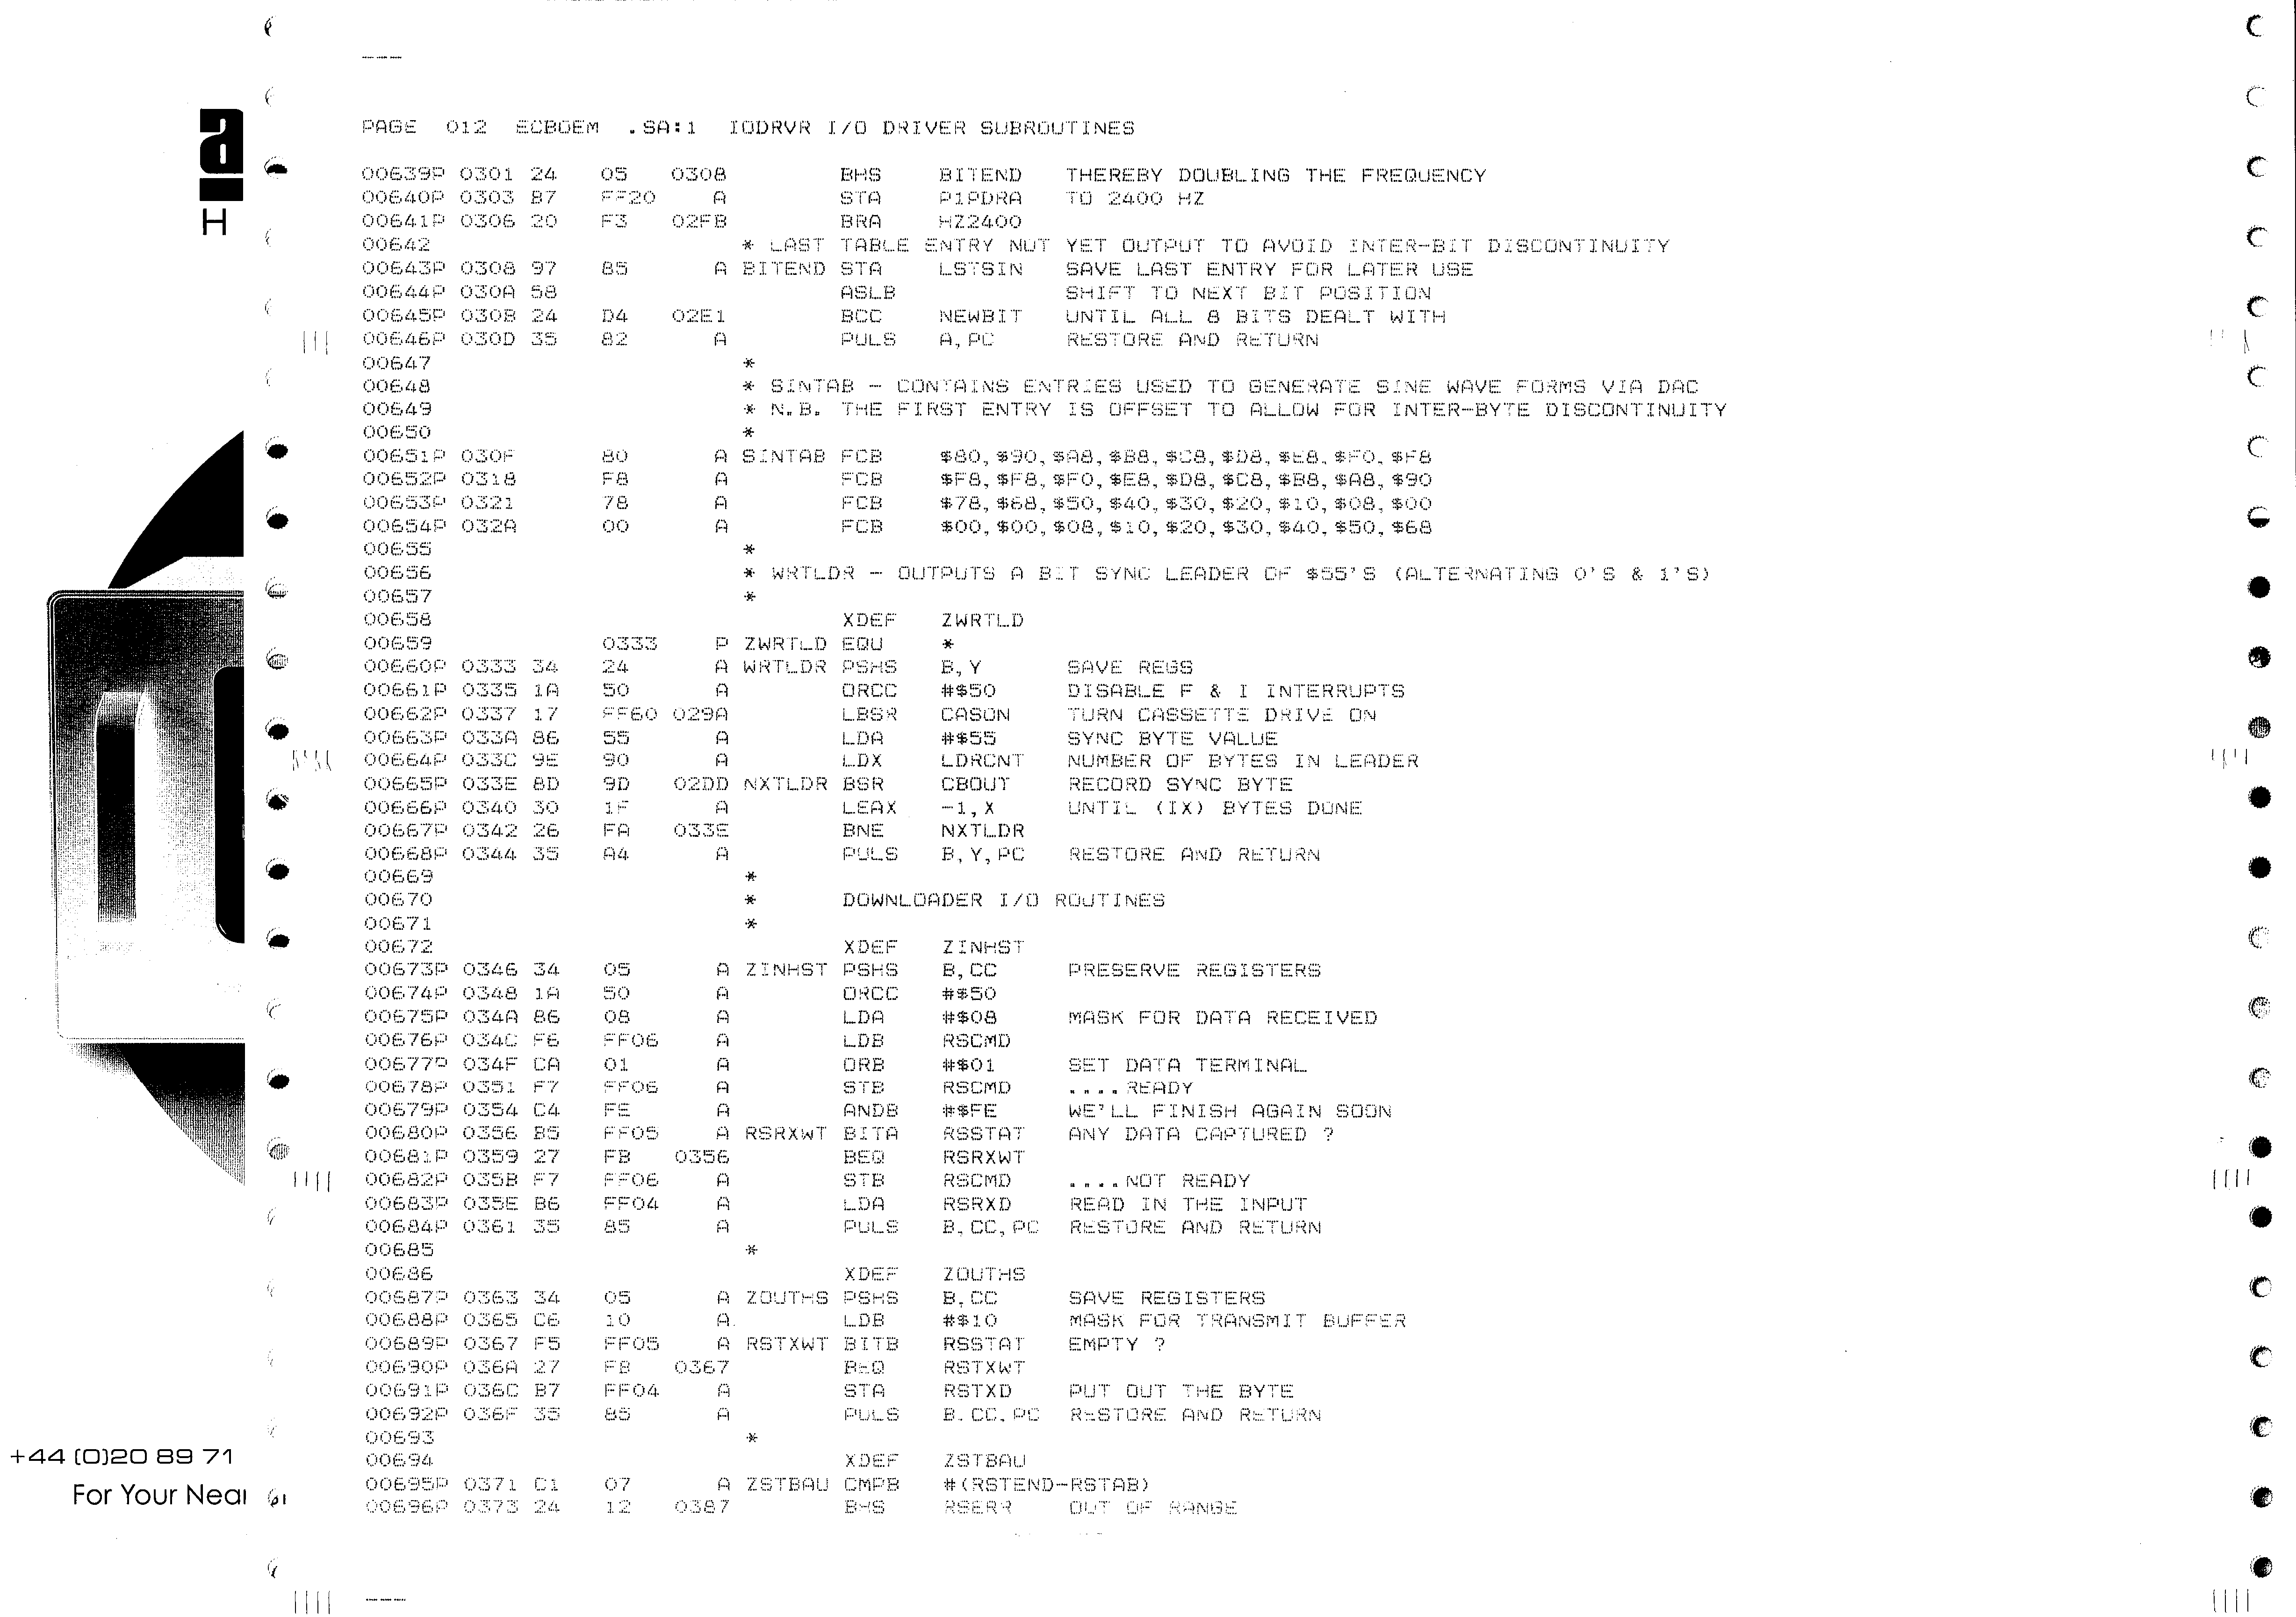 PAGE  012  ECBOEM  .SA:1  IODRVR I/O DRIVER SUBROUTINES
00639P 0301 24 05 0308 BHS BITEND THEREBY DOUBLING THE FREQUENCY
00640P 0303 B7 FF20 A STA P1PDRA TO 2400 HZ
00641P 0306 20 F3 02FB BRA HZ2400
00642 * LAST TABLE ENTRY NUT YET OUTPUT TO AVOID INTER-BIT DISCONTINUITY
00643P 0308 97 85 A BITEND STA LSTSIN SAVE LAST ENTRY FOR LATER USE
00644P 030A 58 ASLB SHIFT TO NEXT BIT POSITION
00645P 030B 24 D4 02E1 BCC NEWBIT UNTIL ALL 8 BITS DEALT WITH
00646P 030D 35 82 A PULS A,PC RESTORE AND RETURN
00647 *
00648 * SINTAB - CONTAINS ENTRIES USED TO GENERATE SINE WAVE FORMS VIA DAC
00649 * N.B. THE FIRST ENTRY IS OFFSET TO ALLOW FOR INTER-BYTE DISCONTINUITY
00650 *
00651P 030F 80 A SINTAB FCB $80,$90,$A8,$B8,$C8,$D8,$E8,$F0,$F8
00652P 0318 F8 A FCB $F8,$F8,$F0,$E8,$D8,$C8,$B8,$A8,$90
00653P 0321 78 A FCB $78,$68,$50,$40,$30,$20,$10,$08,$00
00654P 032A 00 A FCB $00,$00,$08,$10,$20,$30,$40,$50,$68
00655 *
00656 * WRTLDR - OUTPUTS A BIT SYNC LEADER OF $55'S (ALTERNATING 0'S & 1'S)
00657 *
00658 XDEF ZWRTLD
00659 0333 P ZWRTLD EQU *
00660P 0333 34 24 A WRTLDR PSHS B,Y SAVE REGS
00661P 0335 1A 50 A ORCC #$50 DISABLE F & I INTERRUPTS
00662P 0337 17 FF60 029A LBSR CASON TURN CASSETTE DRIVE ON
00663P 033A 86 55 A LDA #$55 SYNC BYTE VALUE
00664P 033C 9E 90 A LDX LDRCNT NUMBER OF BYTES IN LEADER
00665P 033E 8D 9D 02DD NXTLDR BSR CBOUT RECORD SYNC BYTE
00666P 0340 30 1F A LEAX -1,X UNTIL (IX) BYTES DONE
00667P 0342 26 FA 033E BNE NXTLDR
00668P 0344 35 A4 A PULS B,Y,PC RESTORE AND RETURN
00669 *
00670 * DOWNLOADER I/O ROUTINES
00671 *
00672 XDEF ZINHST
00673P 0346 34 05 A ZINHST PSHS B,CC PRESERVE REGISTERS
00674P 0348 1A 50 A ORCC #$50
00675P 034A 86 08 A LDA #$08 MASK FOR DATA RECEIVED
00676P 034C F6 FF06 A LDB RSCMD
00677P 034F CA 01 A ORB #$01 SET DATA TERMINAL
00678P 0351 F7 FF06 A STB RSCMD ....READY
00679P 0354 C4 FE A ANDB #$FE WE'LL FINISH AGAIN SOON
00680P 0356 B5 FF05 A RSRXWT BITA RSSTAT ANY DATA CAPTURED ?
00681P 0359 27 FB 0356 BEQ RSRXWT
00682P 035B F7 FF06 A STB RSCMD ....NOT READY
00683P 035E B6 FF04 A LDA RSRXD READ IN THE INPUT
00684P 0361 35 85 A PULS B,CC,PC RESTORE AND RETURN
00685 *
00686 XDEF ZOUTHS
00687P 0363 34 05 A ZOUTHS PSHS B,CC SAVE REGISTERS
00688P 0365 C6 10 A LDB #$10 MASK FOR TRANSMIT BUFFER
00689P 0367 F5 FF05 A RSTXWT BITB RSSTAT EMPTY ?
00690P 036A 27 FB 0367 BEQ RSTXWT
00691P 036C B7 FF04 A STA RSTXD PUT OUT THE BYTE
00692P 036F 35 85 A PULS B,CC,PC RESTORE AND RETURN
00693 *
00694 XDEF ZSTBAU
00695P 0371 C1 07 A ZSTBAU CMPB #(RSTEND-RSTAB)
00696P 0373 24 12 0387 BHS RSERR OUT OF RANGE
a
H
+44 (0)20 89 71
For Your Near